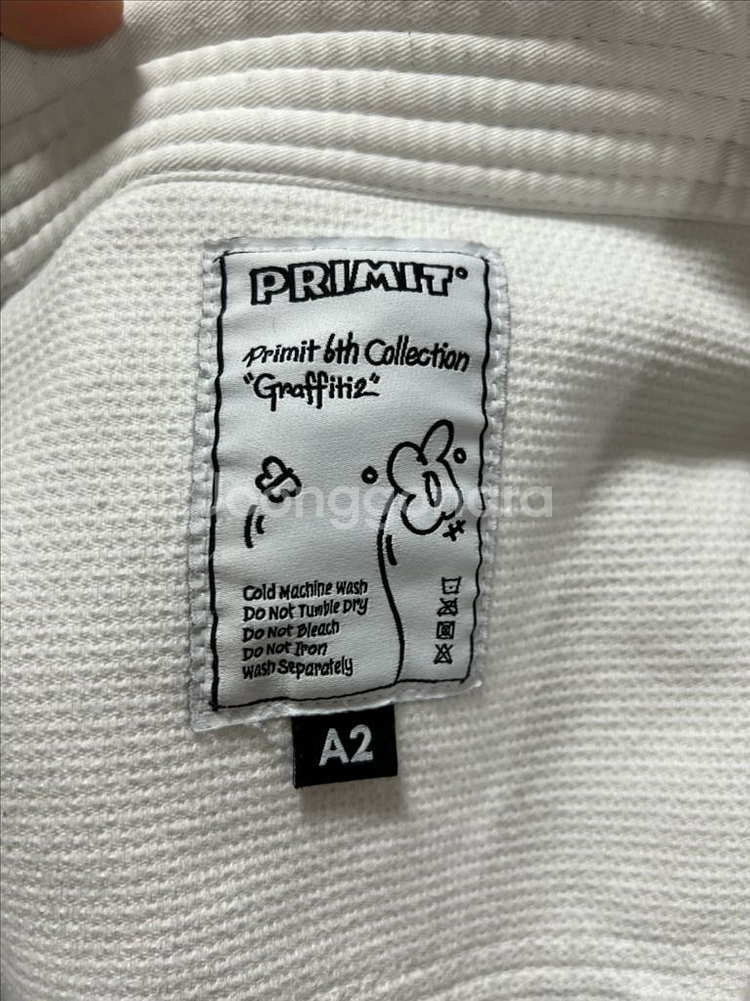 PRIMIT
Primit 6th Collection
"Graffiti2"
Joonggonara
Cold Machine Wash
Do Not Tumble Dry
Do Not Bleach
Do Not Iron
Wash Separately
A2